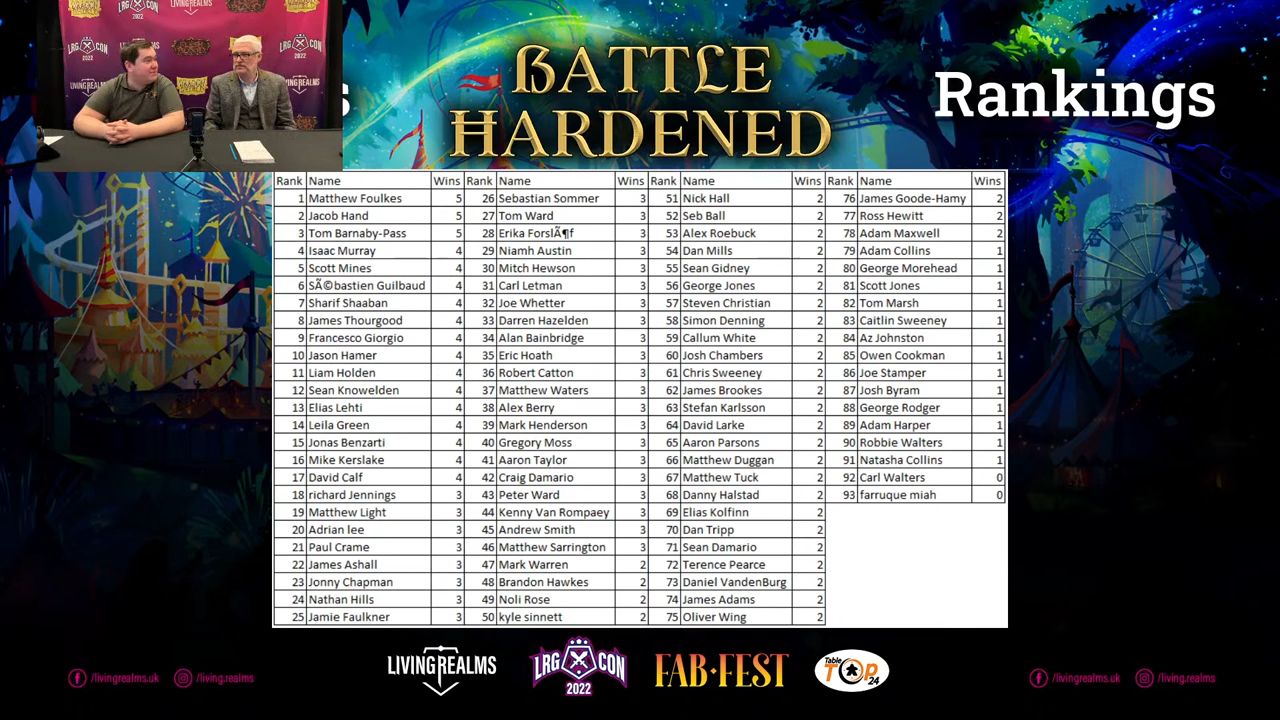 LIVINGREALMS
LRG CON
2022
LRG CON
2022
LRG CON
2022
LIVINGREALMS
LIVINGREALMS
s
BATTLE
HARDENED
Rankings
Rank Name Wins Rank Name Wins Rank Name Wins Rank Name Wins
1 Matthew Foulkes 5 26 Sebastian Sommer 3 51 Nick Hall 2 76 James Goode-Hamy 2
2 Jacob Hand 5 27 Tom Ward 3 52 Seb Ball 2 77 Ross Hewitt 2
3 Tom Barnaby-Pass 5 28 Erika Forslöf 3 53 Alex Roebuck 2 78 Adam Maxwell 2
4 Isaac Murray 4 29 Niamh Austin 3 54 Dan Mills 2 79 Adam Collins 1
5 Scott Mines 4 30 Mitch Hewson 3 55 Sean Gidney 2 80 George Morehead 1
6 Sébastien Guilbaud 4 31 Carl Letman 3 56 George Jones 2 81 Scott Jones 1
7 Sharif Shaaban 4 32 Joe Whetter 3 57 Steven Christian 2 82 Tom Marsh 1
8 James Thourgood 4 33 Darren Hazelden 3 58 Simon Denning 2 83 Caitlin Sweeney 1
9 Francesco Giorgio 4 34 Alan Bainbridge 3 59 Callum White 2 84 Az Johnston 1
10 Jason Hamer 4 35 Eric Hoath 3 60 Josh Chambers 2 85 Owen Cookman 1
11 Liam Holden 4 36 Robert Catton 3 61 Chris Sweeney 2 86 Joe Stamper 1
12 Sean Knowelden 4 37 Matthew Waters 3 62 James Brookes 2 87 Josh Byram 1
13 Elias Lehti 4 38 Alex Berry 3 63 Stefan Karlsson 2 88 George Rodger 1
14 Leila Green 4 39 Mark Henderson 3 64 David Larke 2 89 Adam Harper 1
15 Jonas Benzarti 4 40 Gregory Moss 3 65 Aaron Parsons 2 90 Robbie Walters 1
16 Mike Kerslake 4 41 Aaron Taylor 3 66 Matthew Duggan 2 91 Natasha Collins 1
17 David Calf 4 42 Craig Damario 3 67 Matthew Tuck 2 92 Carl Walters 0
18 richard Jennings 3 43 Peter Ward 3 68 Danny Halstad 2 93 farruque miah 0
19 Matthew Light 3 44 Kenny Van Rompaey 3 69 Elias Kolfinn 2
20 Adrian lee 3 45 Andrew Smith 3 70 Dan Tripp 2
21 Paul Crame 3 46 Matthew Sarrington 3 71 Sean Damario 2
22 James Ashall 3 47 Mark Warren 2 72 Terence Pearce 2
23 Jonny Chapman 3 48 Brandon Hawkes 2 73 Daniel VandenBurg 2
24 Nathan Hills 3 49 Noli Rose 2 74 James Adams 2
25 Jamie Faulkner 3 50 kyle sinnett 2 75 Oliver Wing 2
/livingrealms.uk /living.realms LIVINGREALMS LRG CON 2022 FAB·FEST Table TOP 24 /livingrealms.uk /living.realms